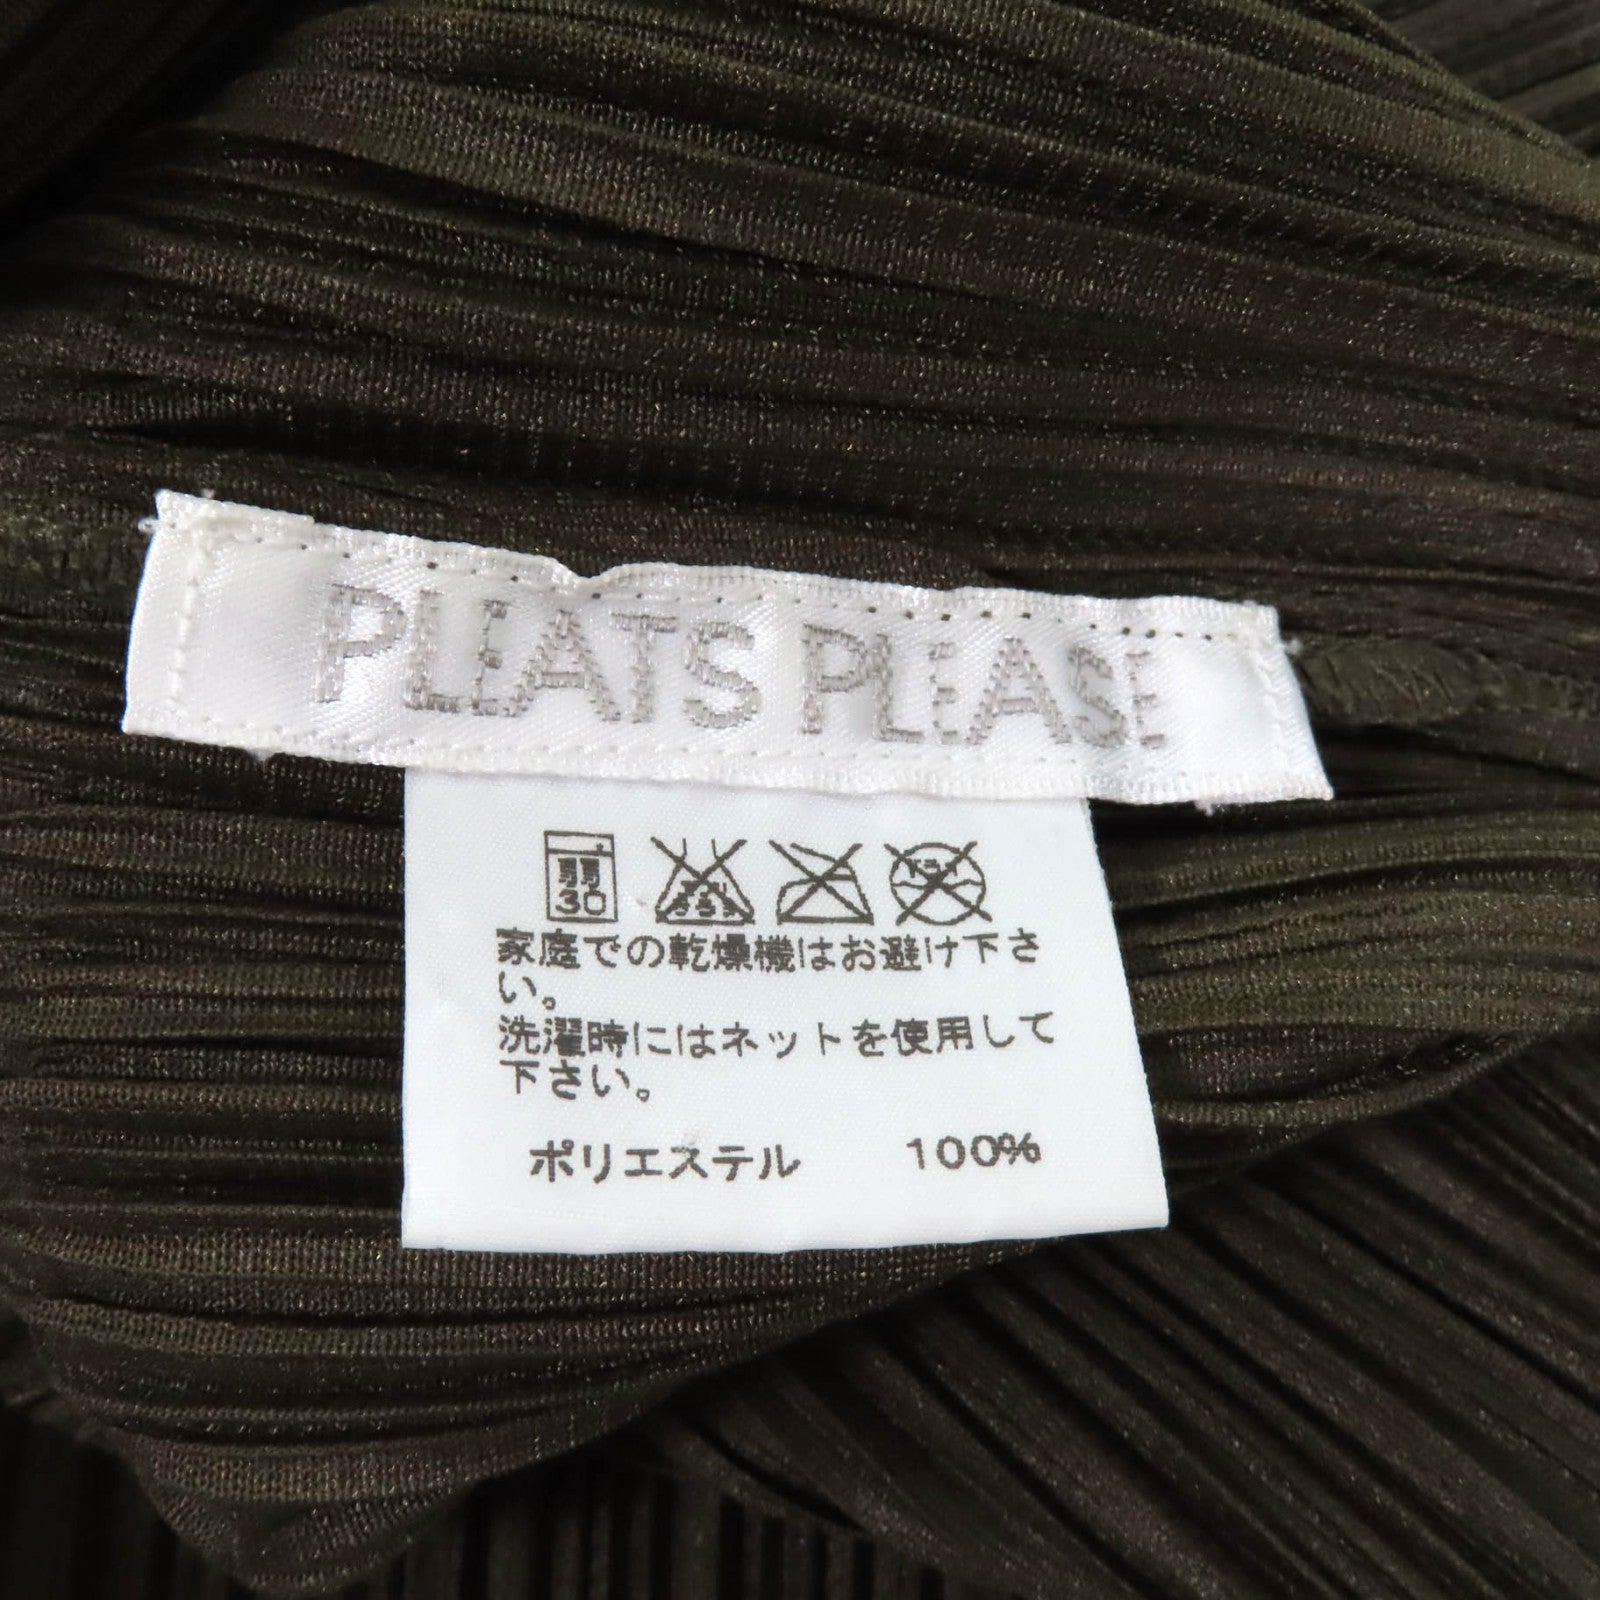 PLEATS PLEASE
弱
30
家庭での乾燥機はお避け下さ
い。
洗濯時にはネットを使用して
下さい。
ポリエステル 100%